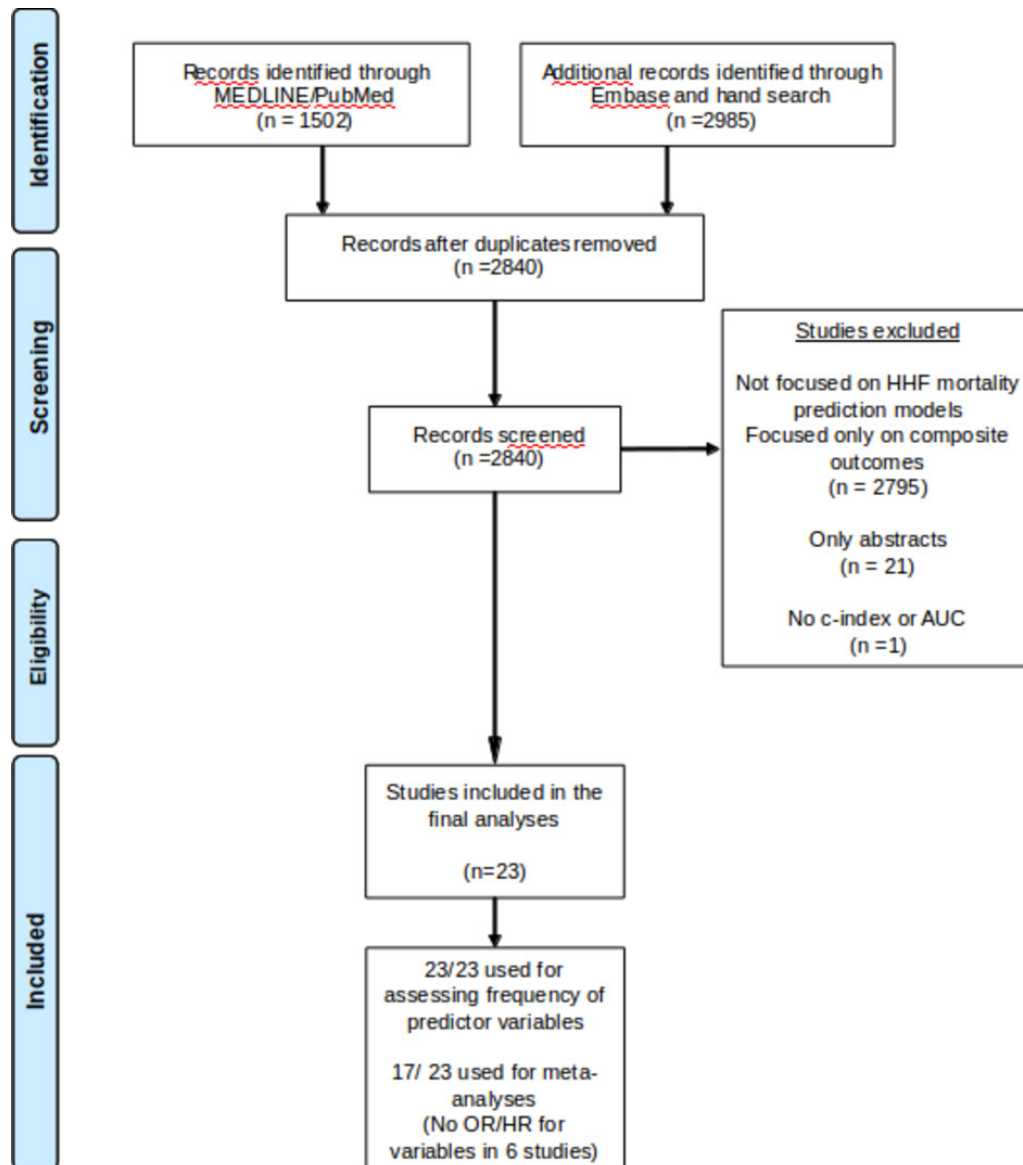 Identification
Records identified through
MEDLINE/PubMed
(n = 1502)
Additional records identified through
Embase and hand search
(n =2985)
Records after duplicates removed
(n =2840)
Screening
Records screened
(n =2840)
Studies excluded
Not focused on HHF mortality
prediction models
Focused only on composite
outcomes
(n = 2795)
Only abstracts
(n = 21)
No c-index or AUC
(n =1)
Eligibility
Included
Studies included in the
final analyses
(n=23)
23/23 used for
assessing frequency of
predictor variables
17/ 23 used for meta-
analyses
(No OR/HR for
variables in 6 studies)